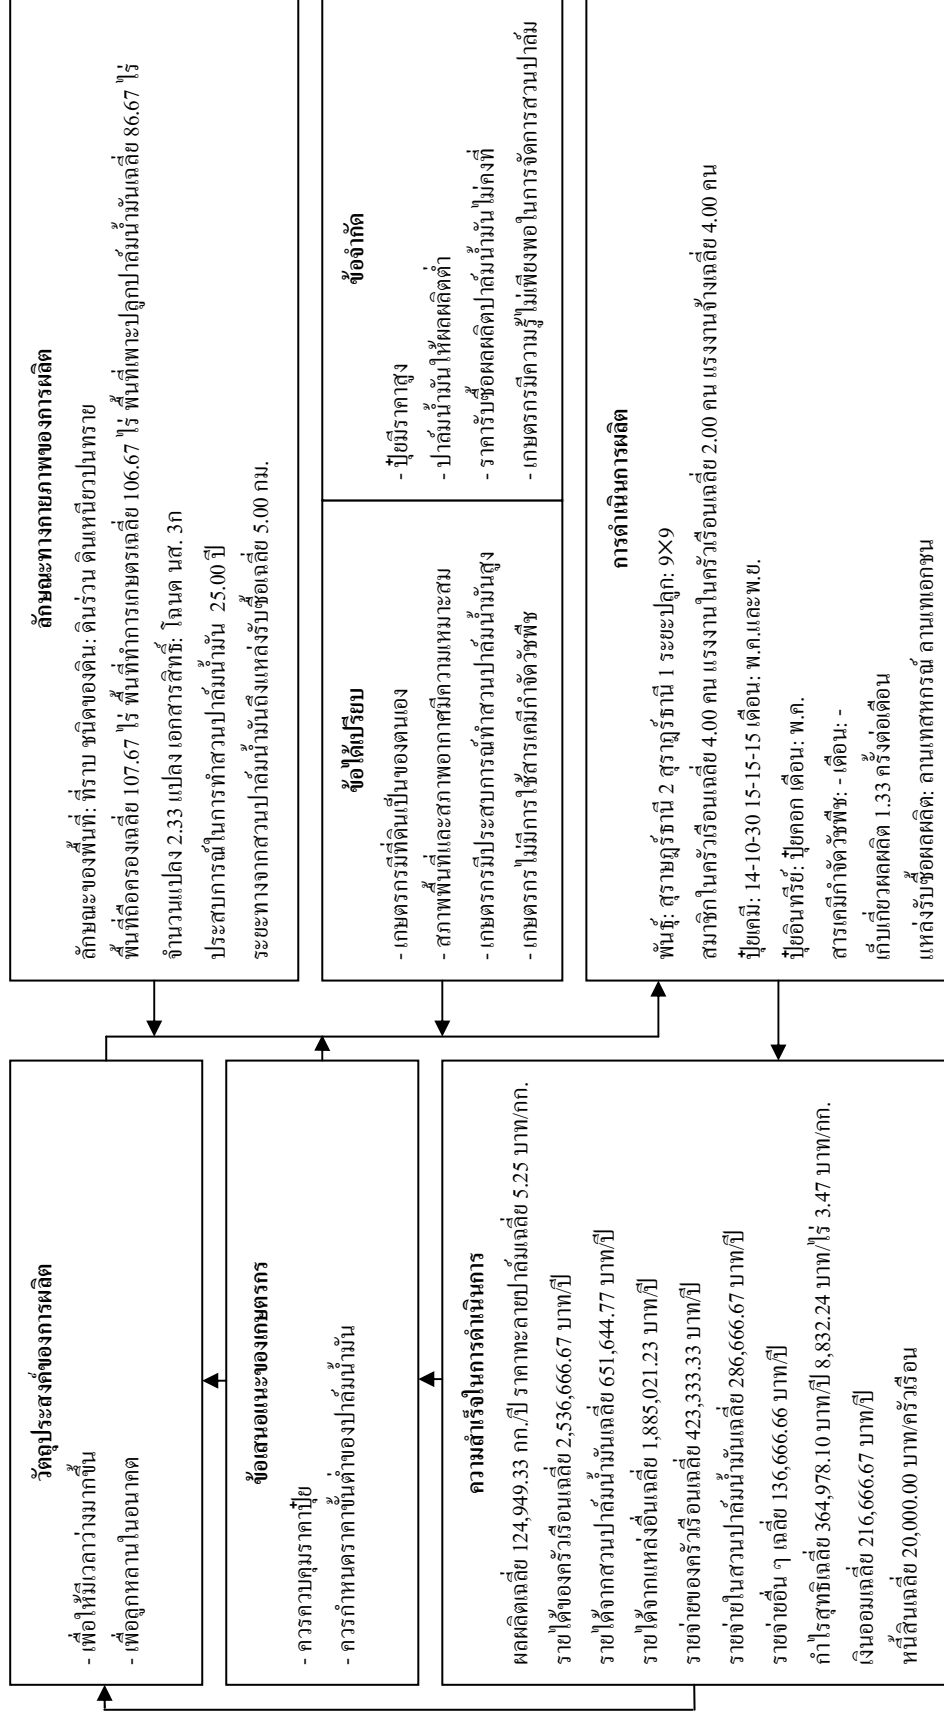 วัตถุประสงค์ของการผลิต
- เพื่อให้มีเวลาว่างมากขึ้น
- เพื่อลูกหลานในอนาคต
ข้อเสนอแนะของเกษตรกร
- ควรควบคุมราคาปุ๋ย
- ควรกำหนดราคาขั้นต่ำของปาล์มน้ำมัน
ความสำเร็จในการดำเนินการ
ผลผลิตเฉลี่ย 124,949.33 กก./ปี ราคาทะลายปาล์มเฉลี่ย 5.25 บาท/กก.
รายได้ของครัวเรือนเฉลี่ย 2,536,666.67 บาท/ปี
รายได้จากสวนปาล์มน้ำมันเฉลี่ย 651,644.77 บาท/ปี
รายได้จากแหล่งอื่นเฉลี่ย 1,885,021.23 บาท/ปี
รายจ่ายของครัวเรือนเฉลี่ย 423,333.33 บาท/ปี
รายจ่ายในสวนปาล์มน้ำมันเฉลี่ย 286,666.67 บาท/ปี
รายจ่ายอื่น ๆ เฉลี่ย 136,666.66 บาท/ปี
กำไรสุทธิเฉลี่ย 364,978.10 บาท/ปี 8,832.24 บาท/ไร่ 3.47 บาท/กก.
เงินออมเฉลี่ย 216,666.67 บาท/ปี
หนี้สินเฉลี่ย 20,000.00 บาท/ครัวเรือน
ลักษณะทางกายภาพของการผลิต
ลักษณะของพื้นที่: ที่ราบ ชนิดของดิน: ดินร่วน ดินเหนียวปนทราย
พื้นที่ถือครองเฉลี่ย 107.67 ไร่ พื้นที่ทำการเกษตรเฉลี่ย 106.67 ไร่ พื้นที่เพาะปลูกปาล์มน้ำมันเฉลี่ย 86.67 ไร่
จำนวนแปลง 2.33 แปลง เอกสารสิทธิ์: โฉนด นส. 3ก
ประสบการณ์ในการทำสวนปาล์มน้ำมัน 25.00 ปี
ระยะทางจากสวนปาล์มน้ำมันถึงแหล่งรับซื้อเฉลี่ย 5.00 กม.
ข้อได้เปรียบ
- เกษตรกรมีที่ดินเป็นของตนเอง
- สภาพพื้นที่และสภาพอากาศมีความเหมาะสม
- เกษตรกรมีประสบการณ์ทำสวนปาล์มน้ำมันสูง
- เกษตรกรไม่มีการใช้สารเคมีกำจัดวัชพืช
ข้อจำกัด
- ปุ๋ยมีราคาสูง
- ปาล์มน้ำมันให้ผลผลิตต่ำ
- ราคารับซื้อผลผลิตปาล์มน้ำมันไม่คงที่
- เกษตรกรมีความรู้ไม่เพียงพอในการจัดการสวนปาล์ม
การดำเนินการผลิต
พันธุ์: สุราษฎร์ธานี 2 สุราฎร์ธานี 1 ระยะปลูก: 9×9
สมาชิกในครัวเรือนเฉลี่ย 4.00 คน แรงงานในครัวเรือนเฉลี่ย 2.00 คน แรงงานจ้างเฉลี่ย 4.00 คน
ปุ๋ยเคมี: 14-10-30 15-15-15 เดือน: พ.ค.และพ.ย.
ปุ๋ยอินทรีย์: ปุ๋ยคอก เดือน: พ.ค.
สารเคมีกำจัดวัชพืช: - เดือน: -
เก็บเกี่ยวผลผลิต 1.33 ครั้งต่อเดือน
แหล่งรับซื้อผลผลิต: ลานเทสหกรณ์ ลานเทเอกชน